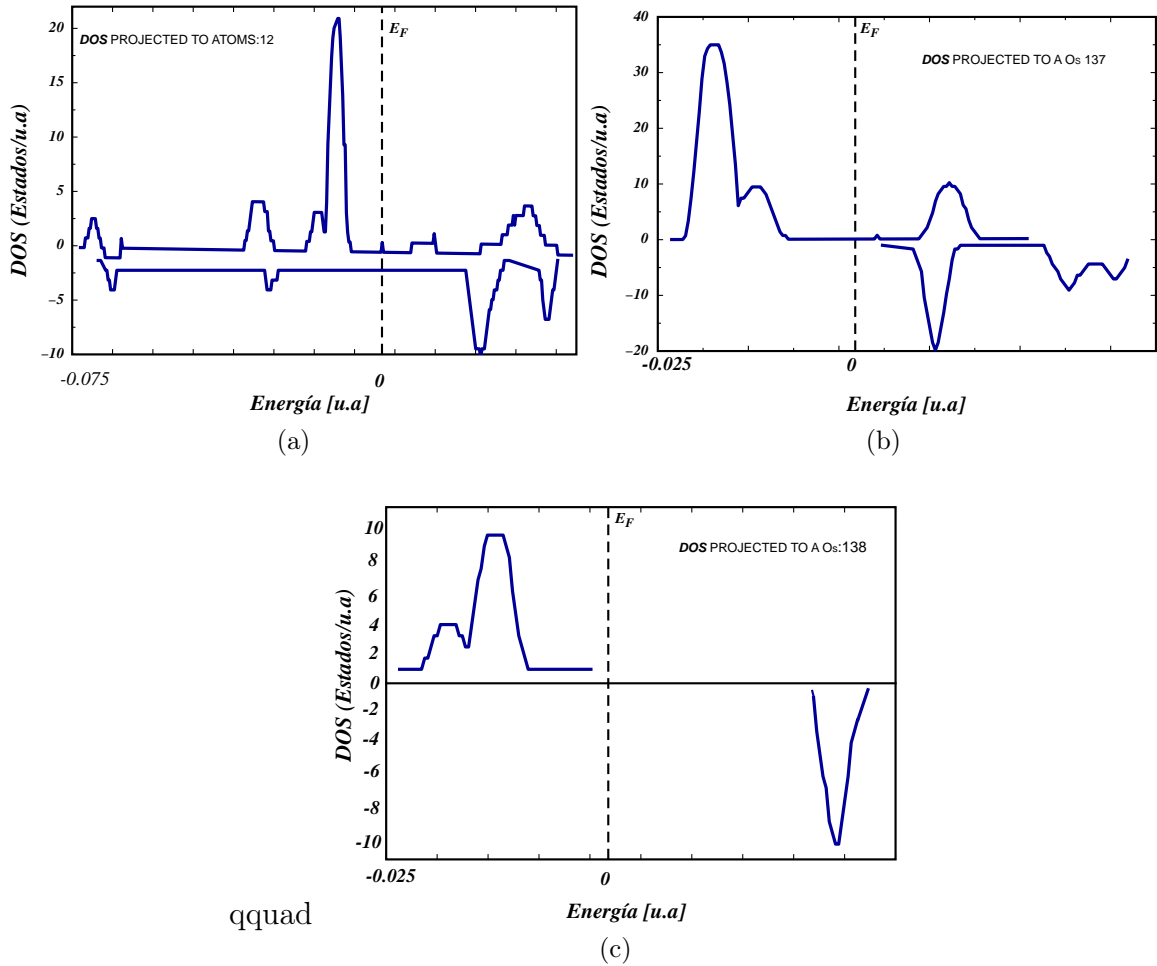 DOS PROJECTED TO ATOMS:12
E_F
20
15
10
5
0
−5
−10
DOS (Estados/u.a)
-0.075
0
Energía [u.a]
(a)
DOS PROJECTED TO A Os 137
E_F
40
30
20
10
0
−10
−20
DOS (Estados/u.a)
-0.025
0
Energía [u.a]
(b)
E_F
DOS PROJECTED TO A Os:138
10
8
6
4
2
0
-2
-4
-6
-8
-10
DOS (Estados/u.a)
-0.025
0
qquad
Energía [u.a]
(c)